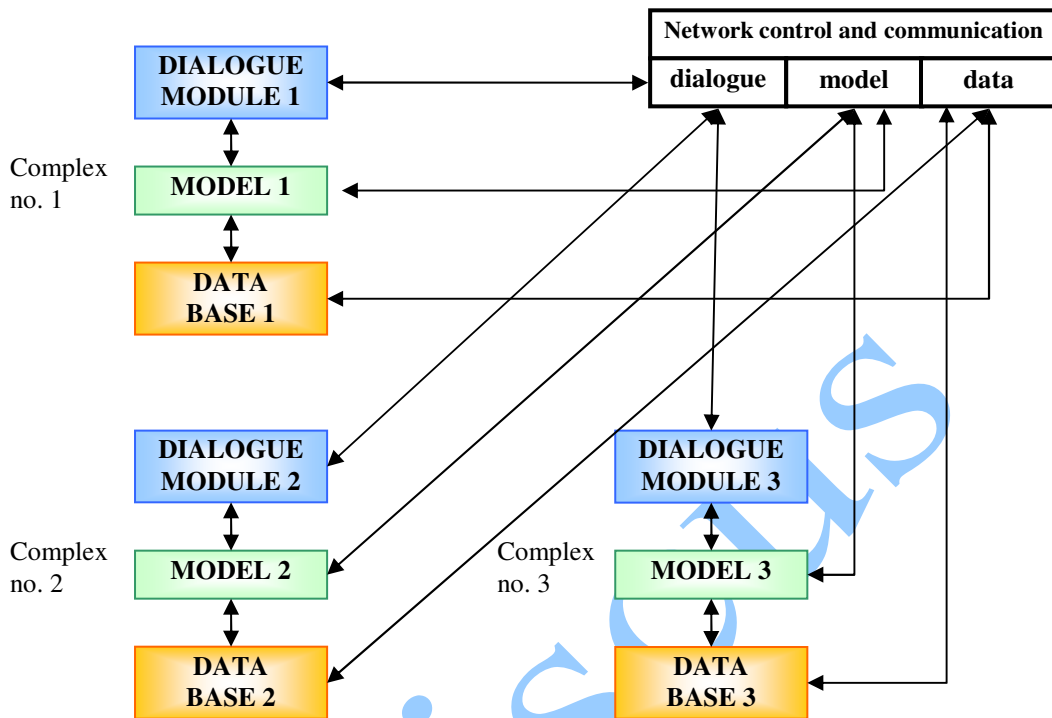 Network control and communication
dialogue model data
DIALOGUE
MODULE 1
Complex
no. 1
MODEL 1
DATA
BASE 1
DIALOGUE
MODULE 2
Complex
no. 2
MODEL 2
DATA
BASE 2
DIALOGUE
MODULE 3
Complex
no. 3
MODEL 3
DATA
BASE 3